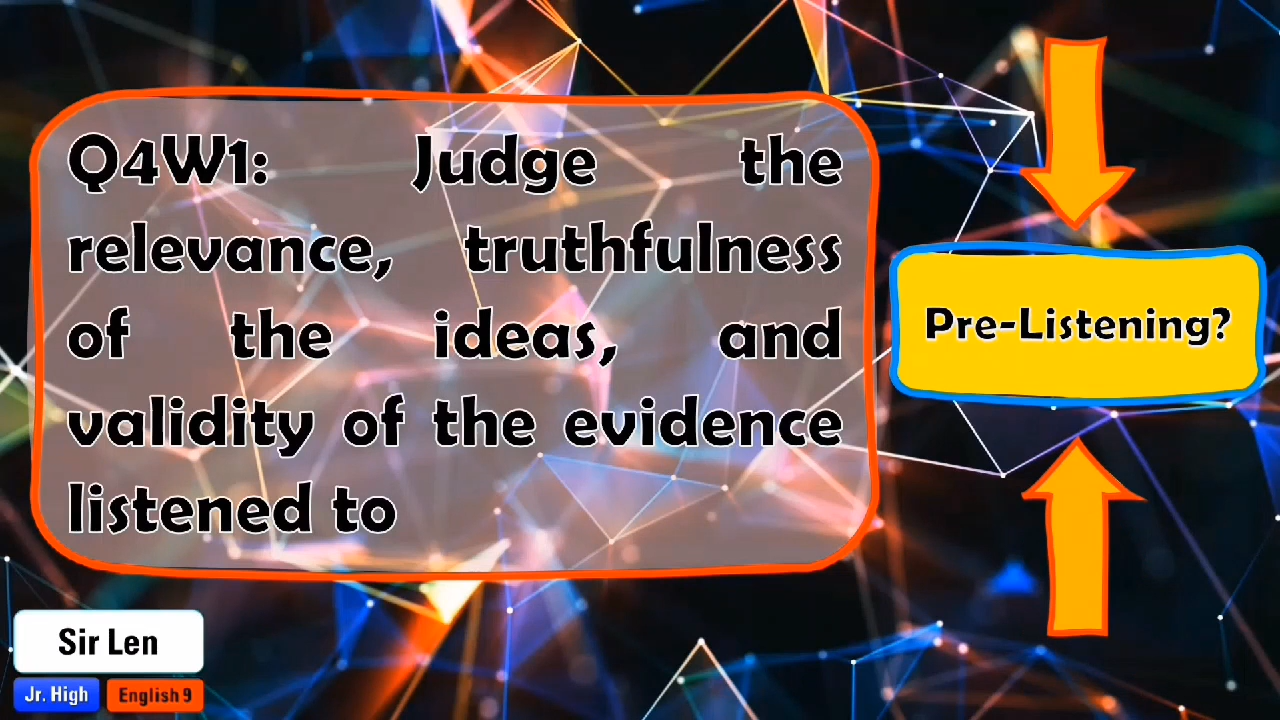 Q4W1: Judge the
relevance, truthfulness
of the ideas, and
validity of the evidence
listened to
Pre-Listening?
Sir Len
Jr. High
English 9